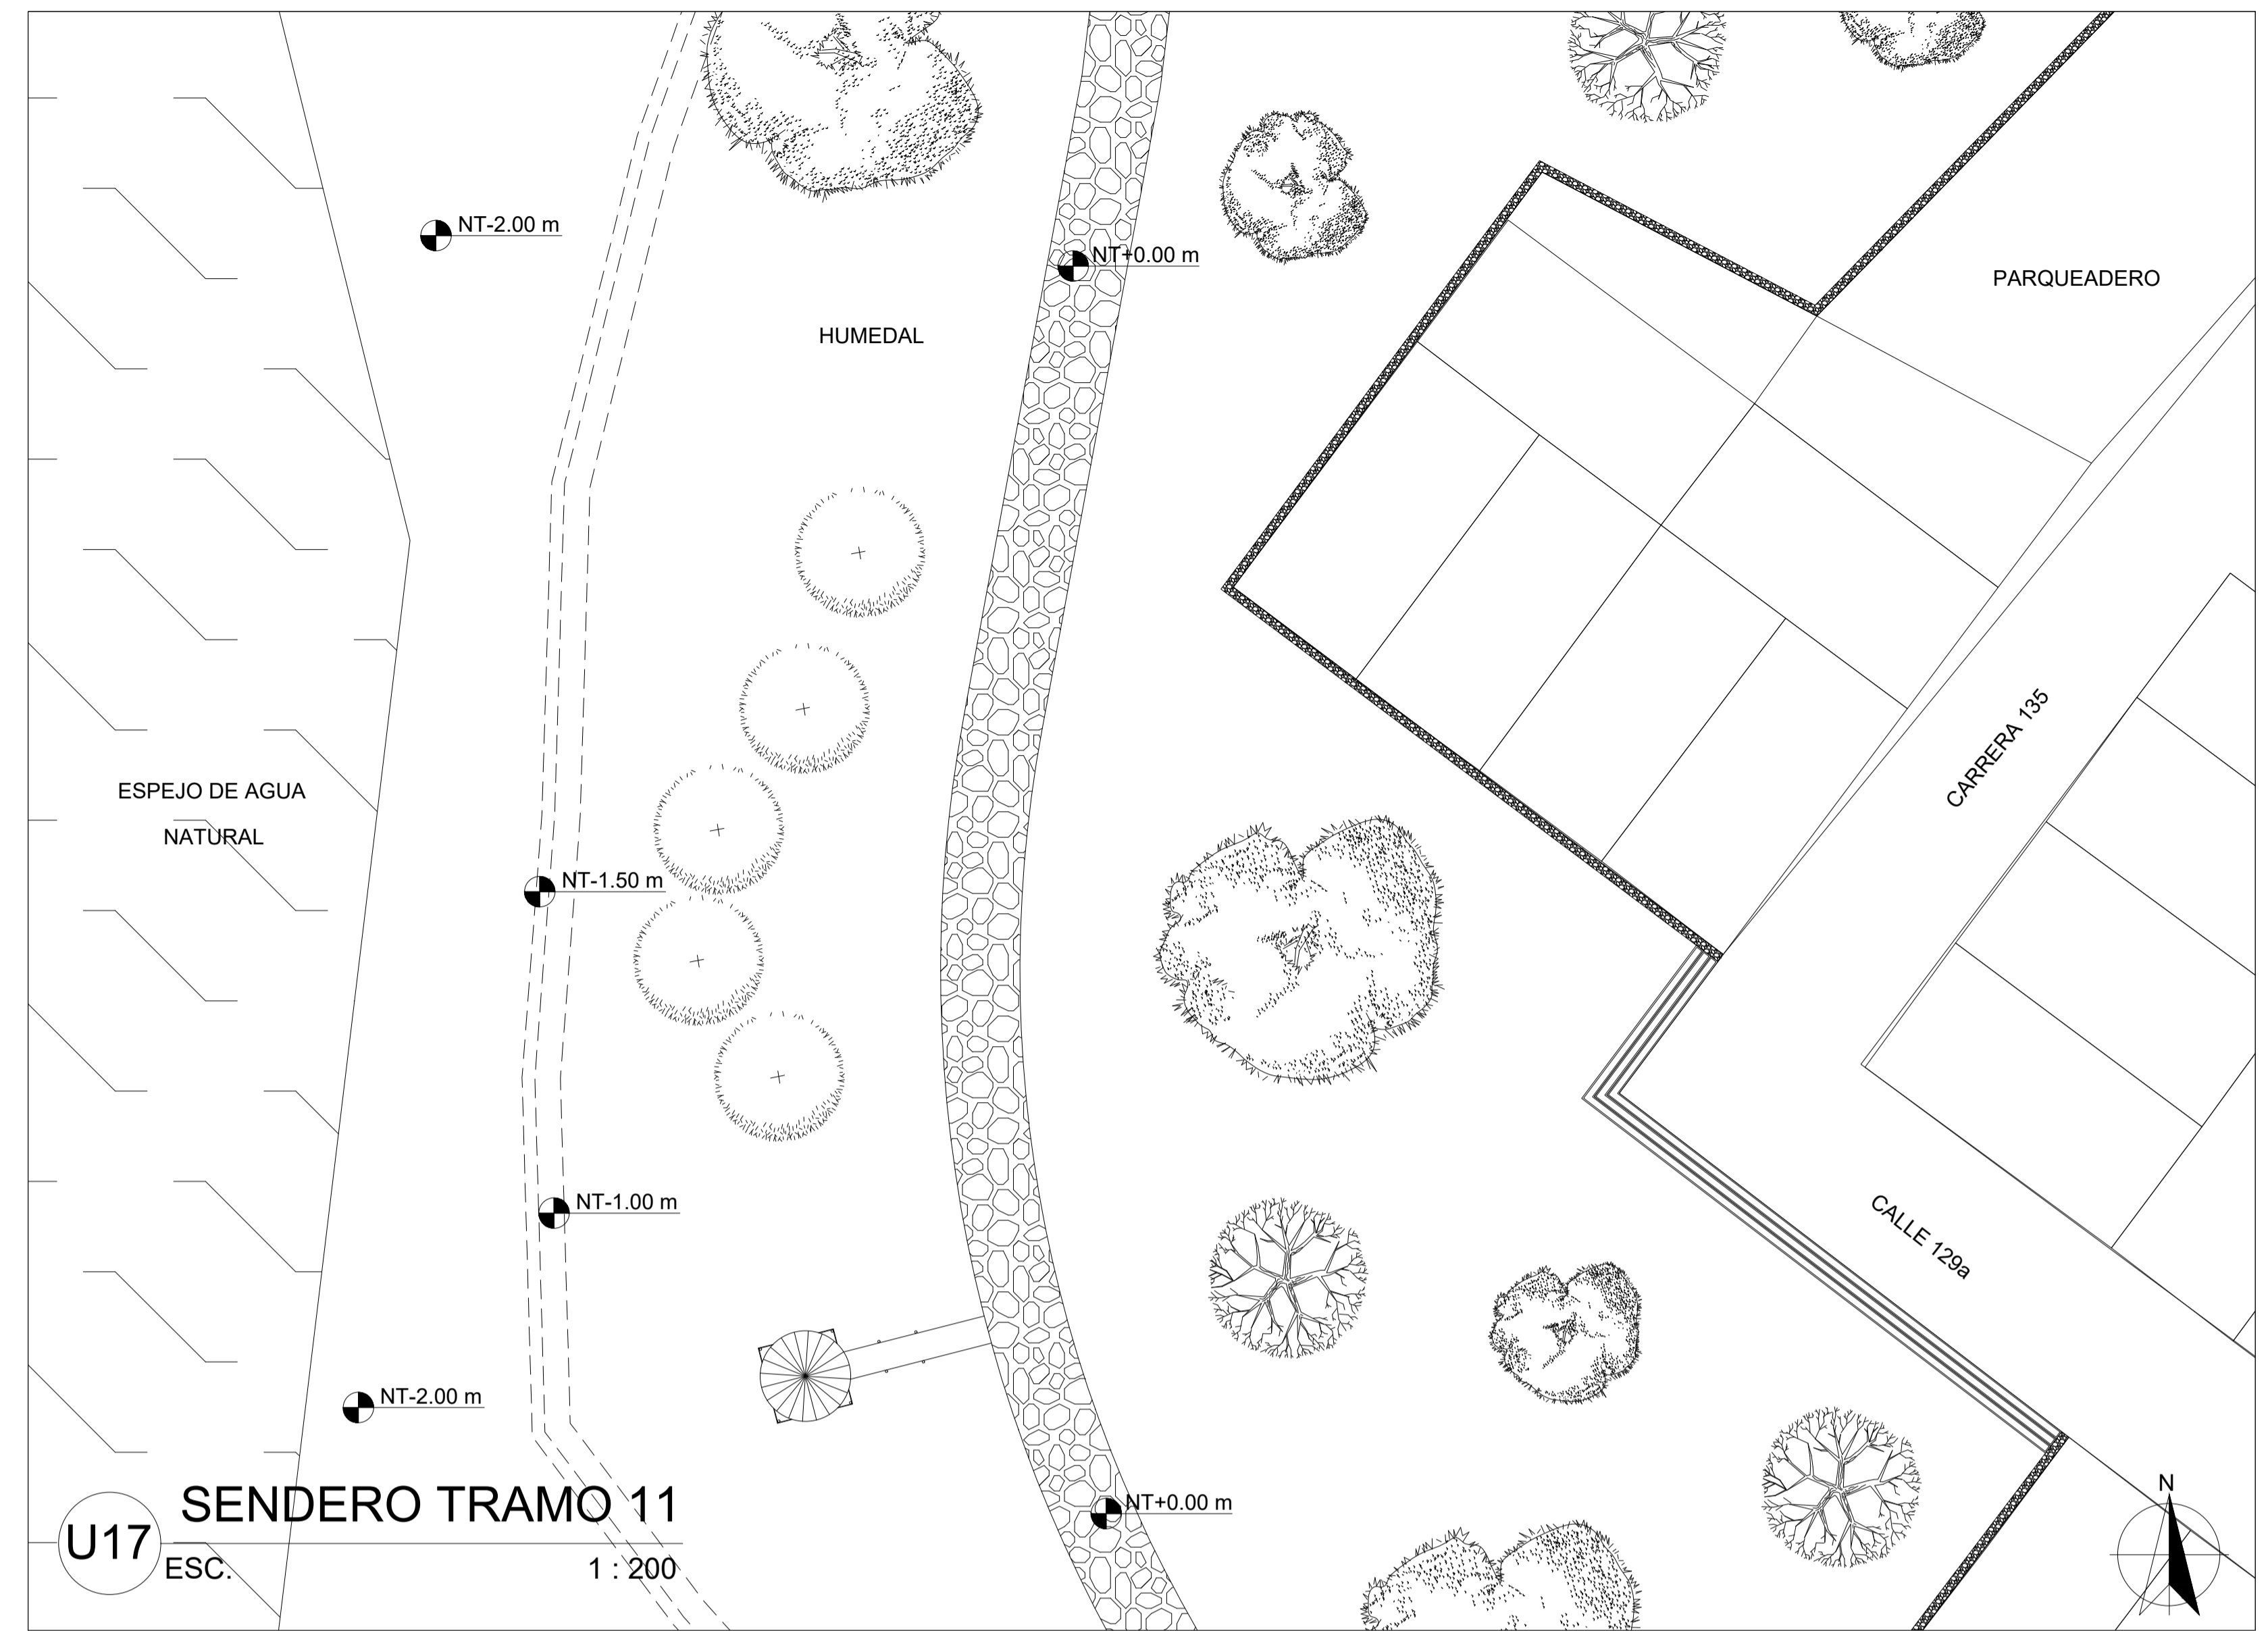 NT-2.00 m
NT+0.00 m
PARQUEADERO
HUMEDAL
CARRERA 135
ESPEJO DE AGUA
NATURAL
NT-1.50 m
NT-1.00 m
CALLE 129a
NT-2.00 m
NT+0.00 m
N
U17
SENDERO TRAMO 11
ESC.
1 : 200